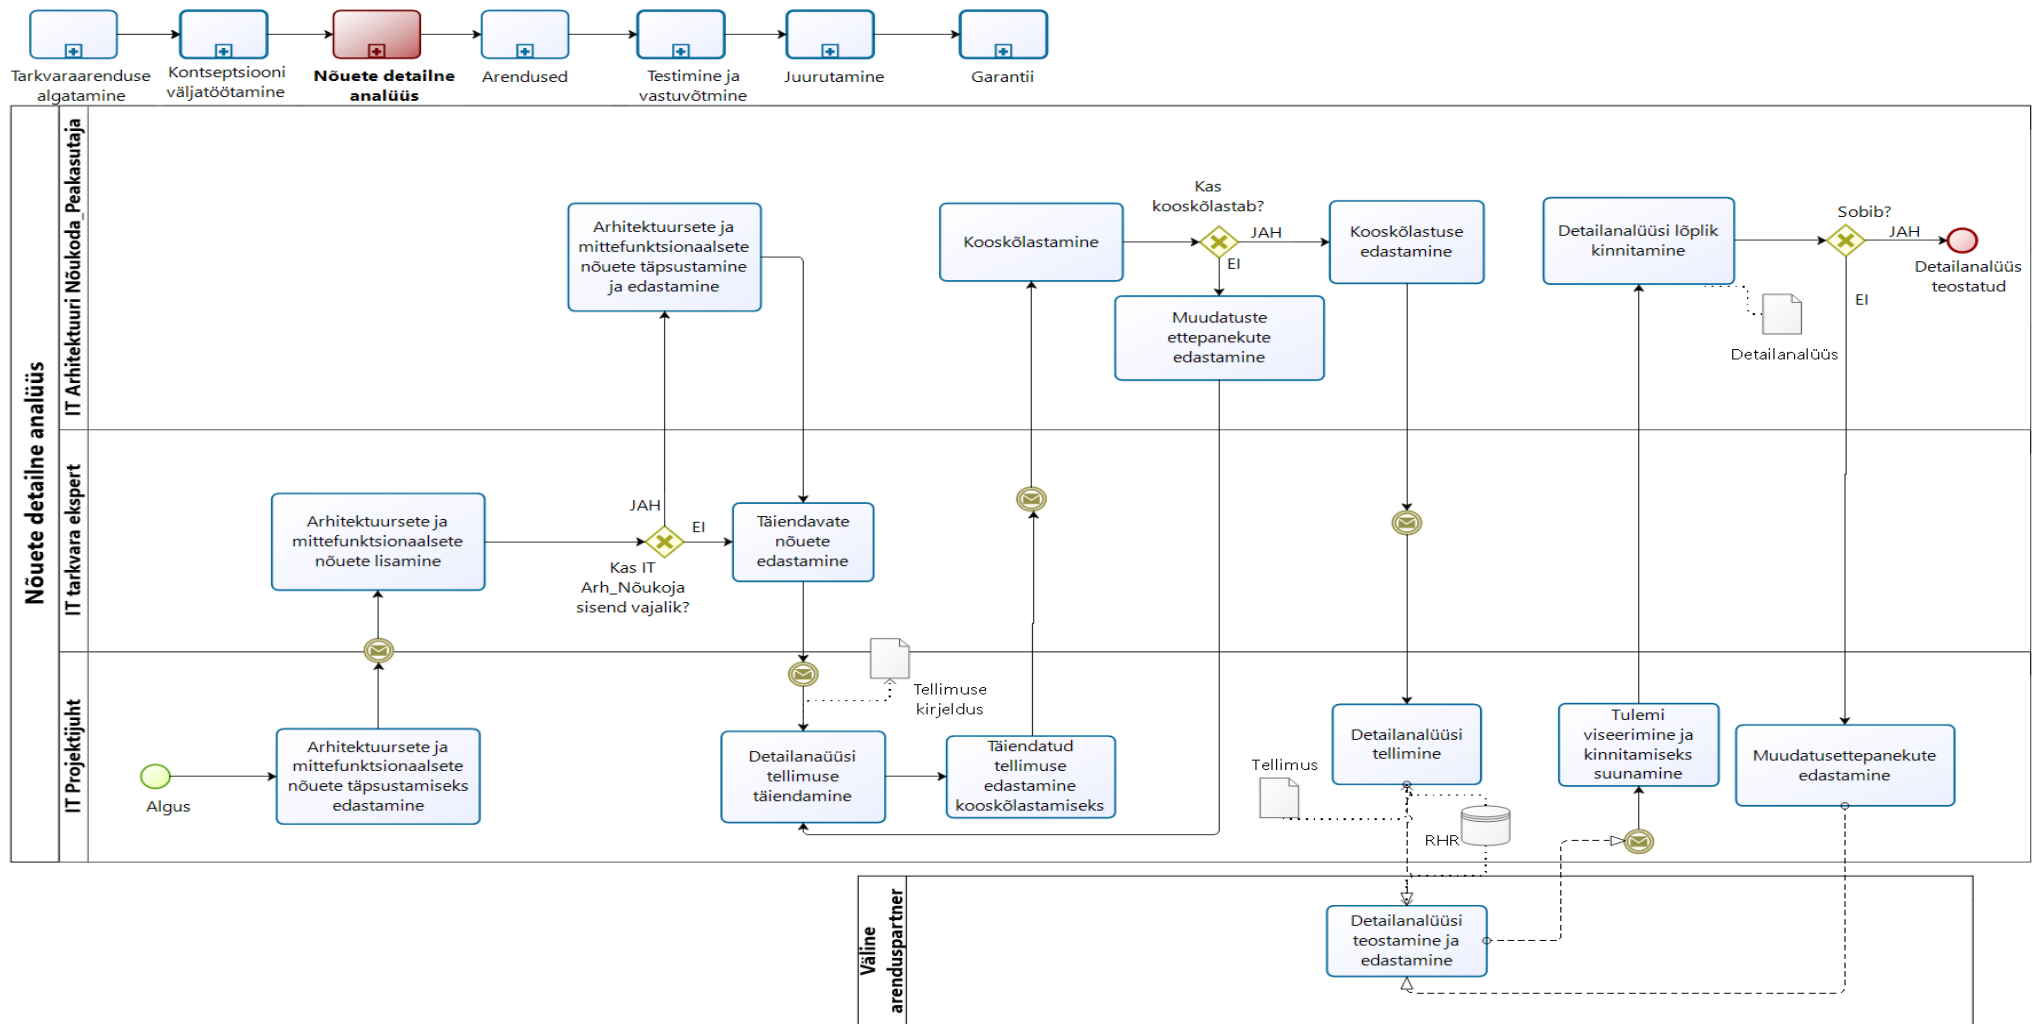 Tarkvaraarenduse
algatamine
Kontseptsiooni
väljatöötamine
Nõuete detailne
analüüs
Arendused
Testimine ja
vastuvõtmine
Juurutamine
Garantii
Nõuete detailne analüüs
IT Arhitektuuri Nõukoda_Peakasutaja
Arhitektuursete ja
mittefunktsionaalsete
nõuete täpsustamine
ja edastamine
Kooskõlastamine
Kas
kooskõlastab?
JAH
EI
Kooskõlastuse
edastamine
Muudatuste
ettepanekute
edastamine
Detailanalüüsi lõplik
kinnitamine
Detailanalüüs
Sobib?
JAH
EI
Detailanalüüs
teostatud
IT tarkvara ekspert
Arhitektuursete ja
mittefunktsionaalsete
nõuete lisamine
JAH
EI
Kas IT
Arh_Nõukoja
sisend vajalik?
Täiendavate
nõuete
edastamine
IT Projektijuht
Algus
Arhitektuursete ja
mittefunktsionaalsete
nõuete täpsustamiseks
edastamine
Tellimuse
kirjeldus
Detailanaüüsi
tellimuse
täiendamine
Täiendatud
tellimuse
edastamine
kooskõlastamiseks
Detailanalüüsi
tellimine
Tellimus
RHR
Tulemi
viseerimine ja
kinnitamiseks
suunamine
Muudatusettepanekute
edastamine
Väline
arenduspartner
Detailanalüüsi
teostamine ja
edastamine